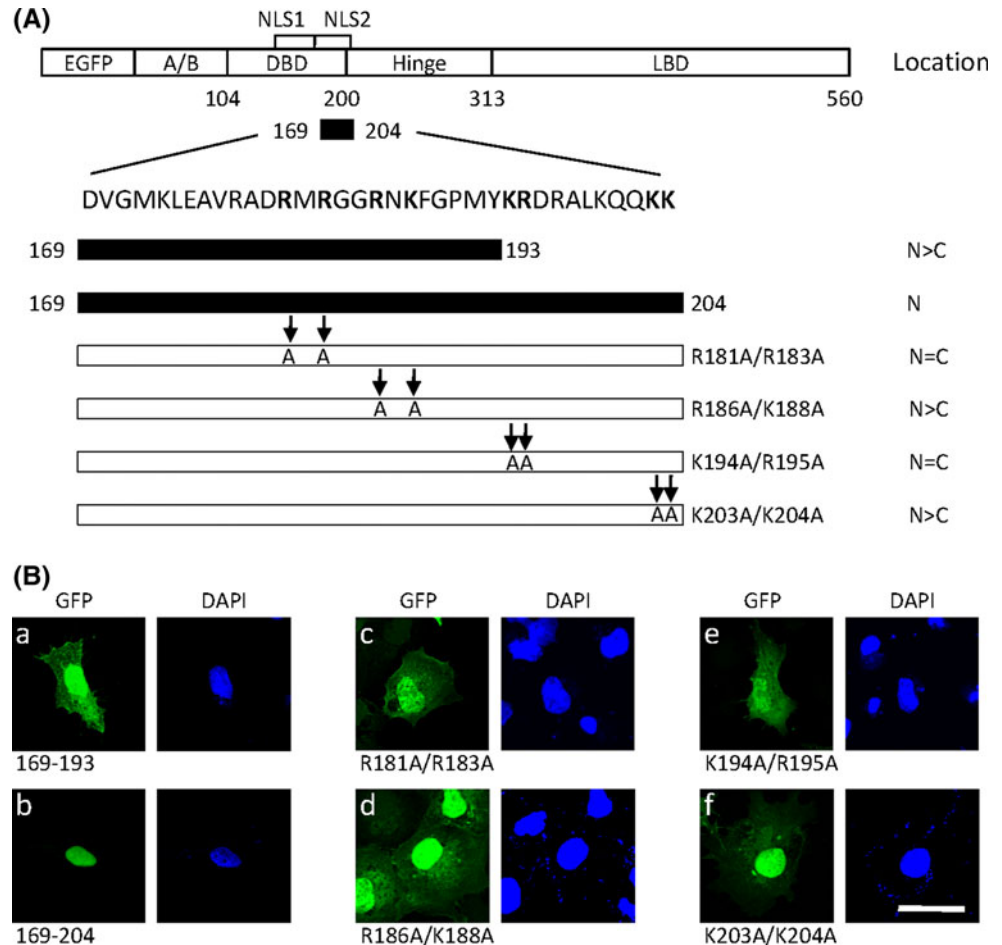 (A)
NLS1 NLS2
EGFP A/B DBD Hinge LBD Location
104 200 313 560
169 204
DVGMKLEAVRADRMRGGRNKFGPMYKRDRALKQQKK
169 193 N>C
169 204 N
A A R181A/R183A N=C
A A R186A/K188A N>C
AA K194A/R195A N=C
AA K203A/K204A N>C
(B)
GFP DAPI GFP DAPI GFP DAPI
a c e
169-193 R181A/R183A K194A/R195A
b d f
169-204 R186A/K188A K203A/K204A